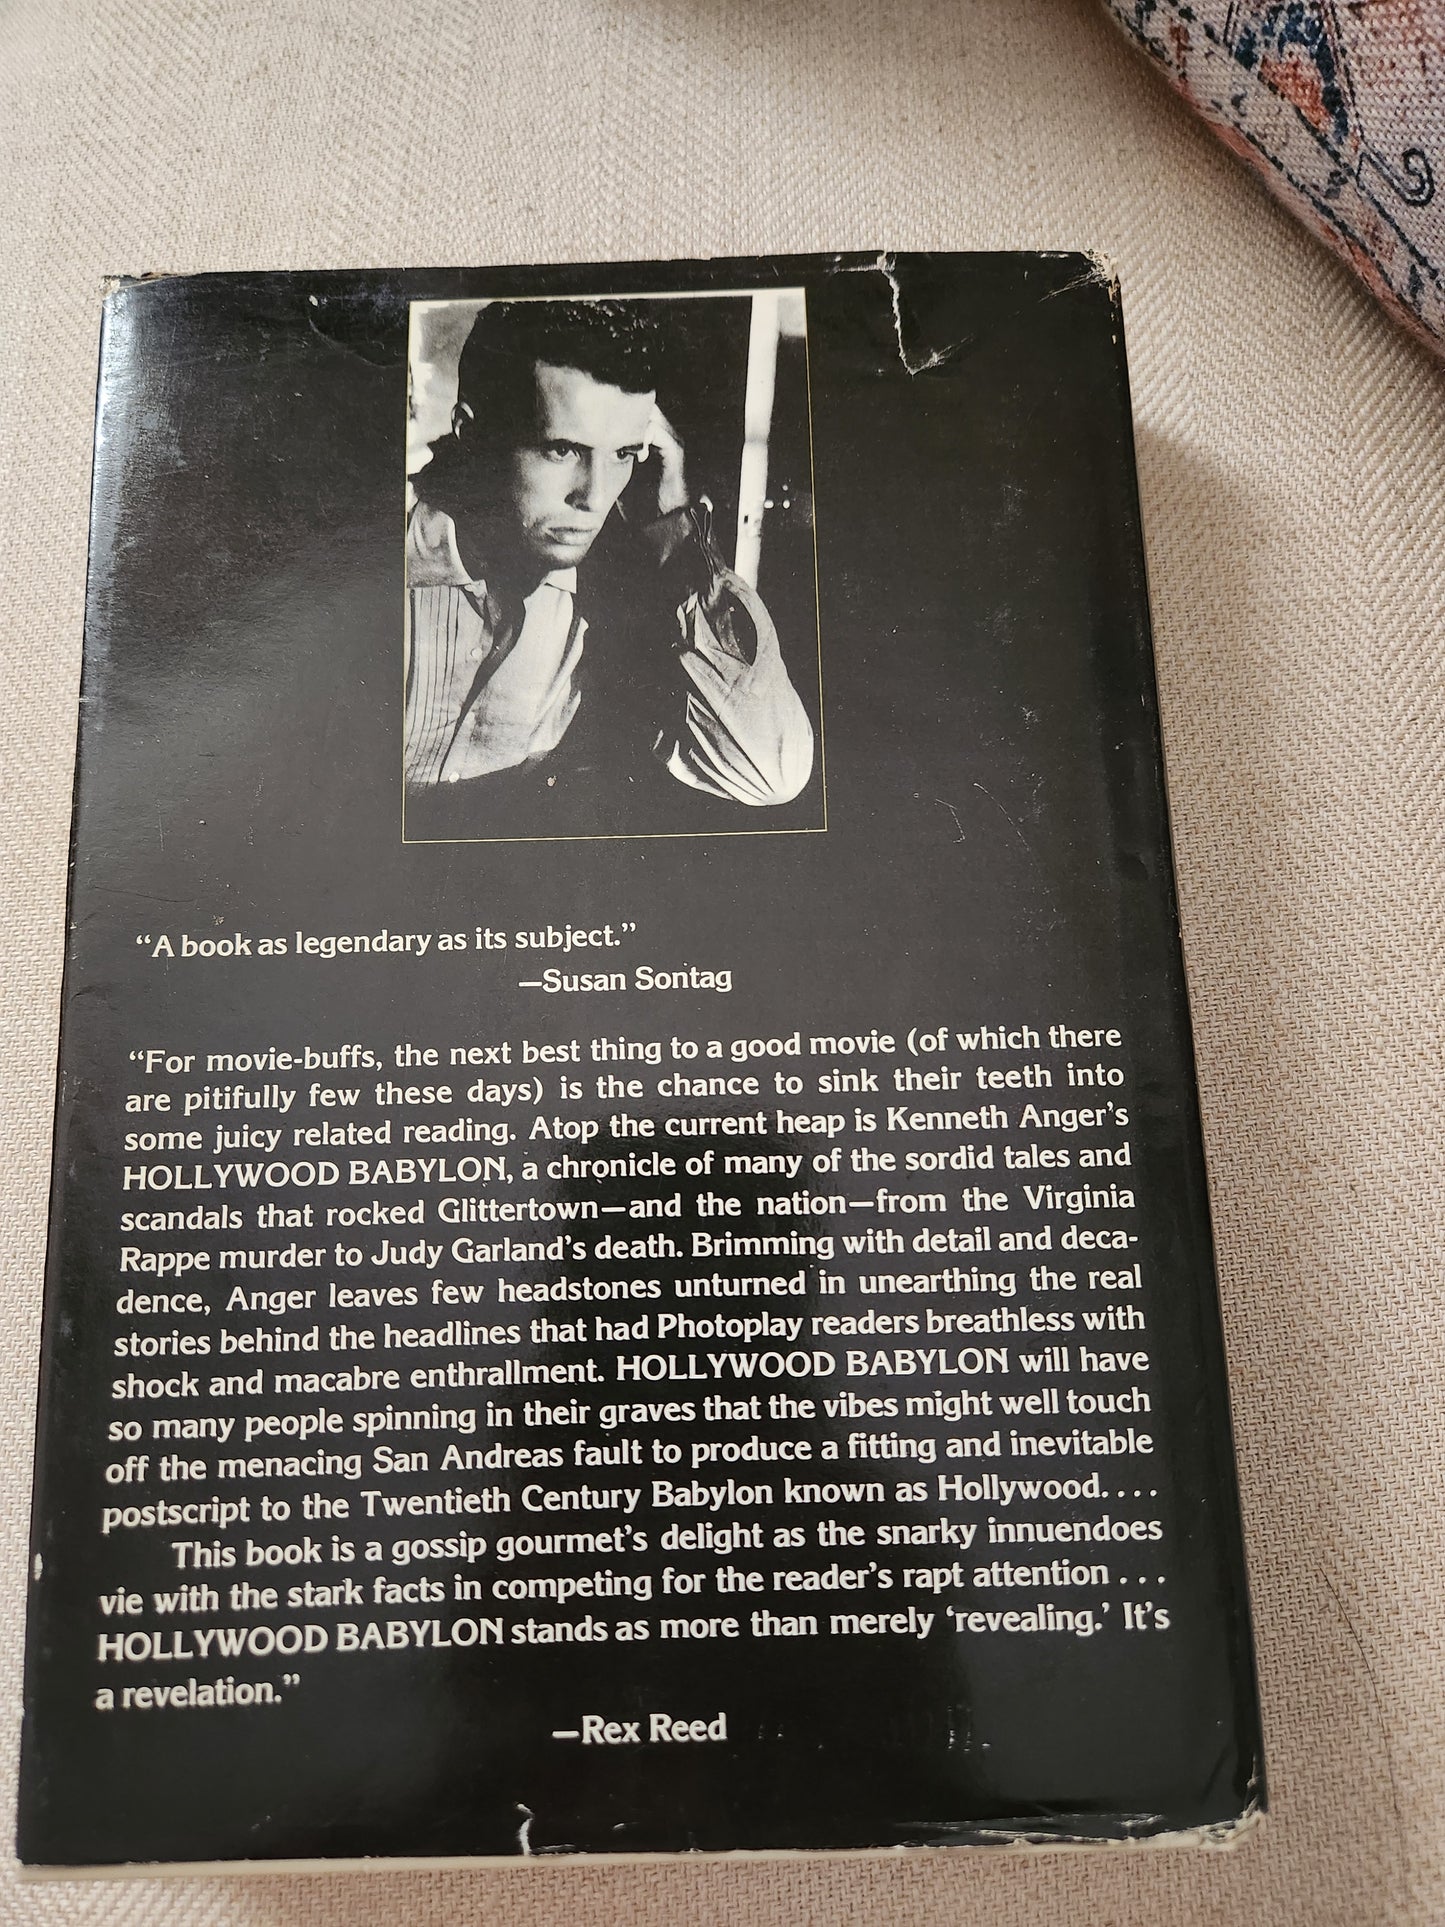 “A book as legendary as its subject.”
—Susan Sontag
“For movie-buffs, the next best thing to a good movie (of which there
are pitifully few these days) is the chance to sink their teeth into
some juicy related reading. Atop the current heap is Kenneth Anger’s
HOLLYWOOD BABYLON, a chronicle of many of the sordid tales and
scandals that rocked Glittertown—and the nation—from the Virginia
Rappe murder to Judy Garland’s death. Brimming with detail and deca-
dence, Anger leaves few headstones unturned in unearthing the real
stories behind the headlines that had Photoplay readers breathless with
shock and macabre enthrallment. HOLLYWOOD BABYLON will have
so many people spinning in their graves that the vibes might well touch
off the menacing San Andreas fault to produce a fitting and inevitable
postscript to the Twentieth Century Babylon known as Hollywood....
This book is a gossip gourmet’s delight as the snarky innuendoes
vie with the stark facts in competing for the reader’s rapt attention . . .
HOLLYWOOD BABYLON stands as more than merely ‘revealing.’ It’s
a revelation.”
—Rex Reed